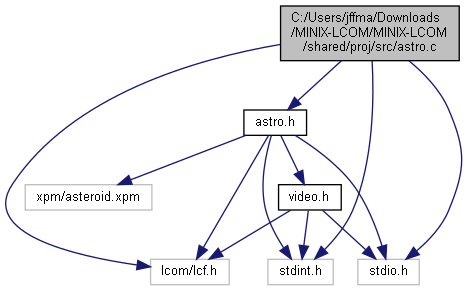 C:/Users/jffma/Downloads
/MINIX-LCOM/MINIX-LCOM
/shared/proj/src/astro.c
astro.h
xpm/asteroid.xpm
video.h
lcom/lcf.h
stdint.h
stdio.h